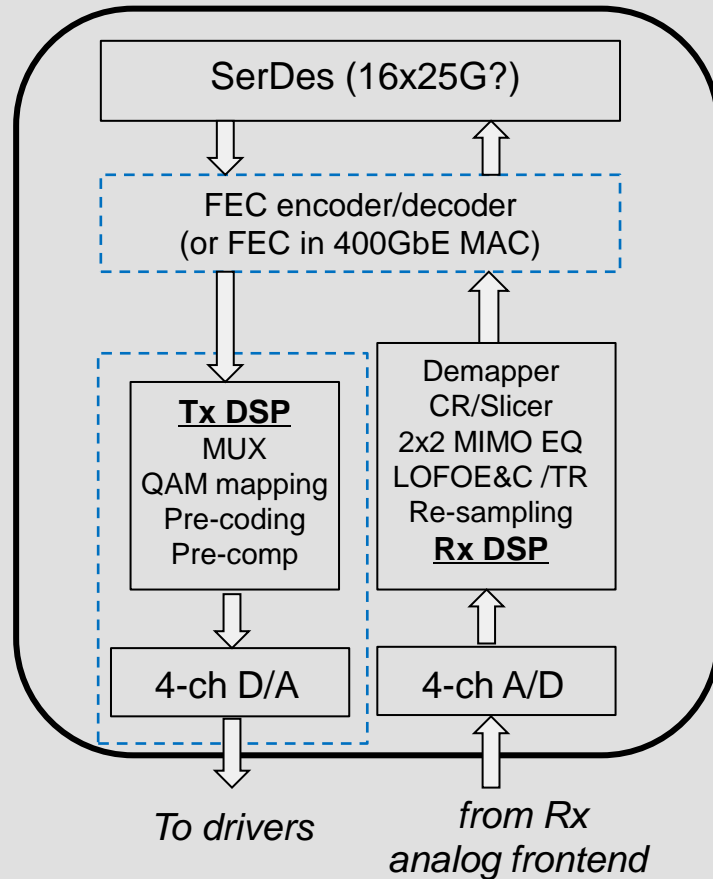 SerDes (16x25G?)
FEC encoder/decoder
(or FEC in 400GbE MAC)
Tx DSP
MUX
QAM mapping
Pre-coding
Pre-comp
Demapper
CR/Slicer
2x2 MIMO EQ
LOFOE&C /TR
Re-sampling
Rx DSP
4-ch D/A
4-ch A/D
To drivers
from Rx
analog frontend